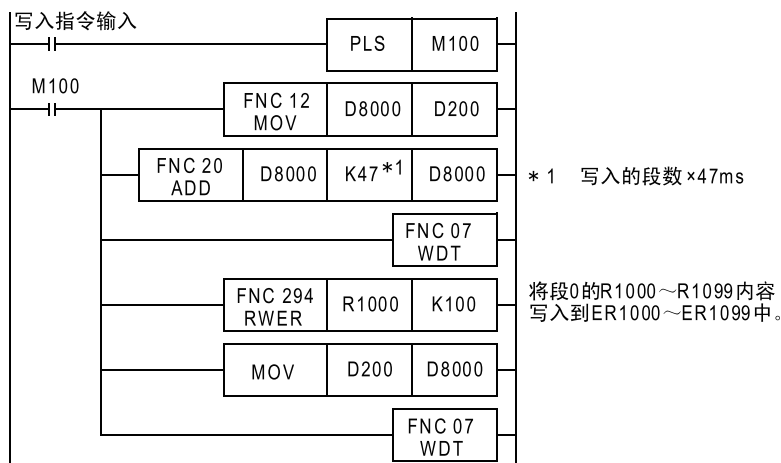 写入指令输入
PLS M100
M100
FNC 12
MOV D8000 D200
FNC 20
ADD D8000 K47*1 D8000
*1 写入的段数×47ms
FNC 07
WDT
FNC 294
RWER R1000 K100
将段0的R1000～R1099内容
写入到ER1000～ER1099中。
MOV D200 D8000
FNC 07
WDT